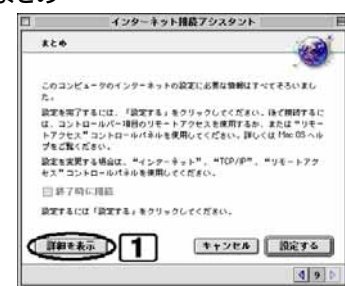 インターネット接続アシスタント
まとめ
このコンピュータのインターネットの設定に必要な情報はすべてそろいまし
た。
設定を完了するには、「設定する」をクリックしてください。後で接続するに
は、コントロールバー項目のリモートアクセスを使用するか、または“リモー
トアクセス”コントロールパネルを使用してください。詳しくは Mac OS ヘル
プをご覧ください。
設定を変更する場合は、“インターネット”、“TCP/IP”、“リモートアク
セス”コントロールパネルを使用してください。
終了時に接続
設定するには「設定する」をクリックしてください。
詳細を表示 1 キャンセル 設定する
9